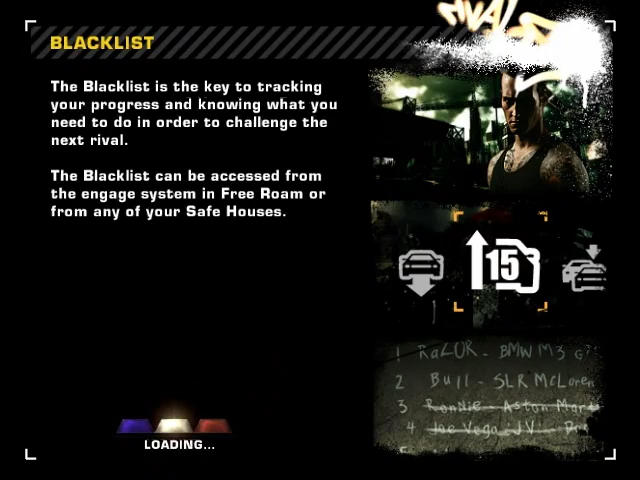 BLACKLIST
The Blacklist is the key to tracking
your progress and knowing what you
need to do in order to challenge the
next rival.
The Blacklist can be accessed from
the engage system in Free Roam or
from any of your Safe Houses.
15
1 RaZOR - BMW M3 G
2 Bull - SLR McLaren
3 Ronnie - Aston Mart
4 Joe Vega JV
LOADING...